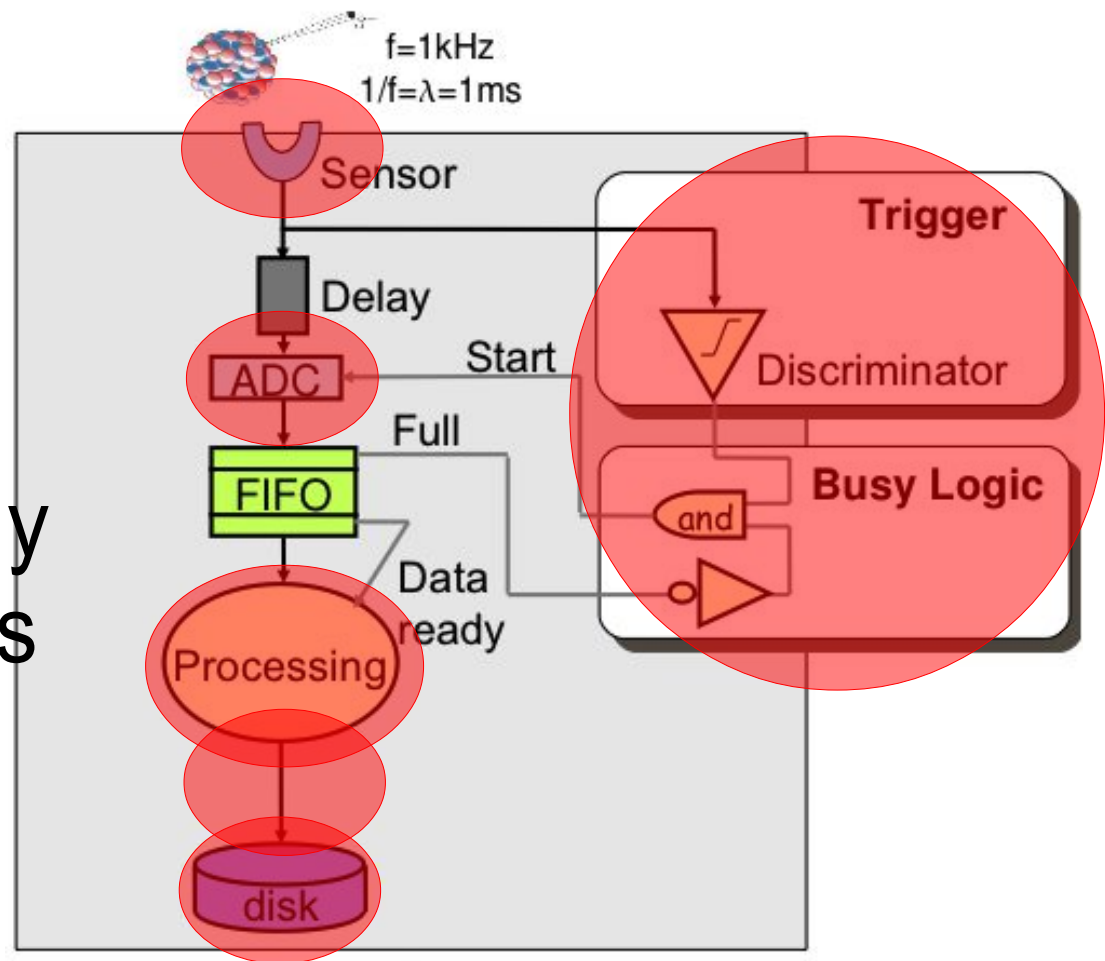 f=1kHz
1/f=λ=1ms
Sensor
Trigger
Delay
Discriminator
Start
ADC
Full
Busy Logic
FIFO
and
y
Data
ready
s
Processing
disk